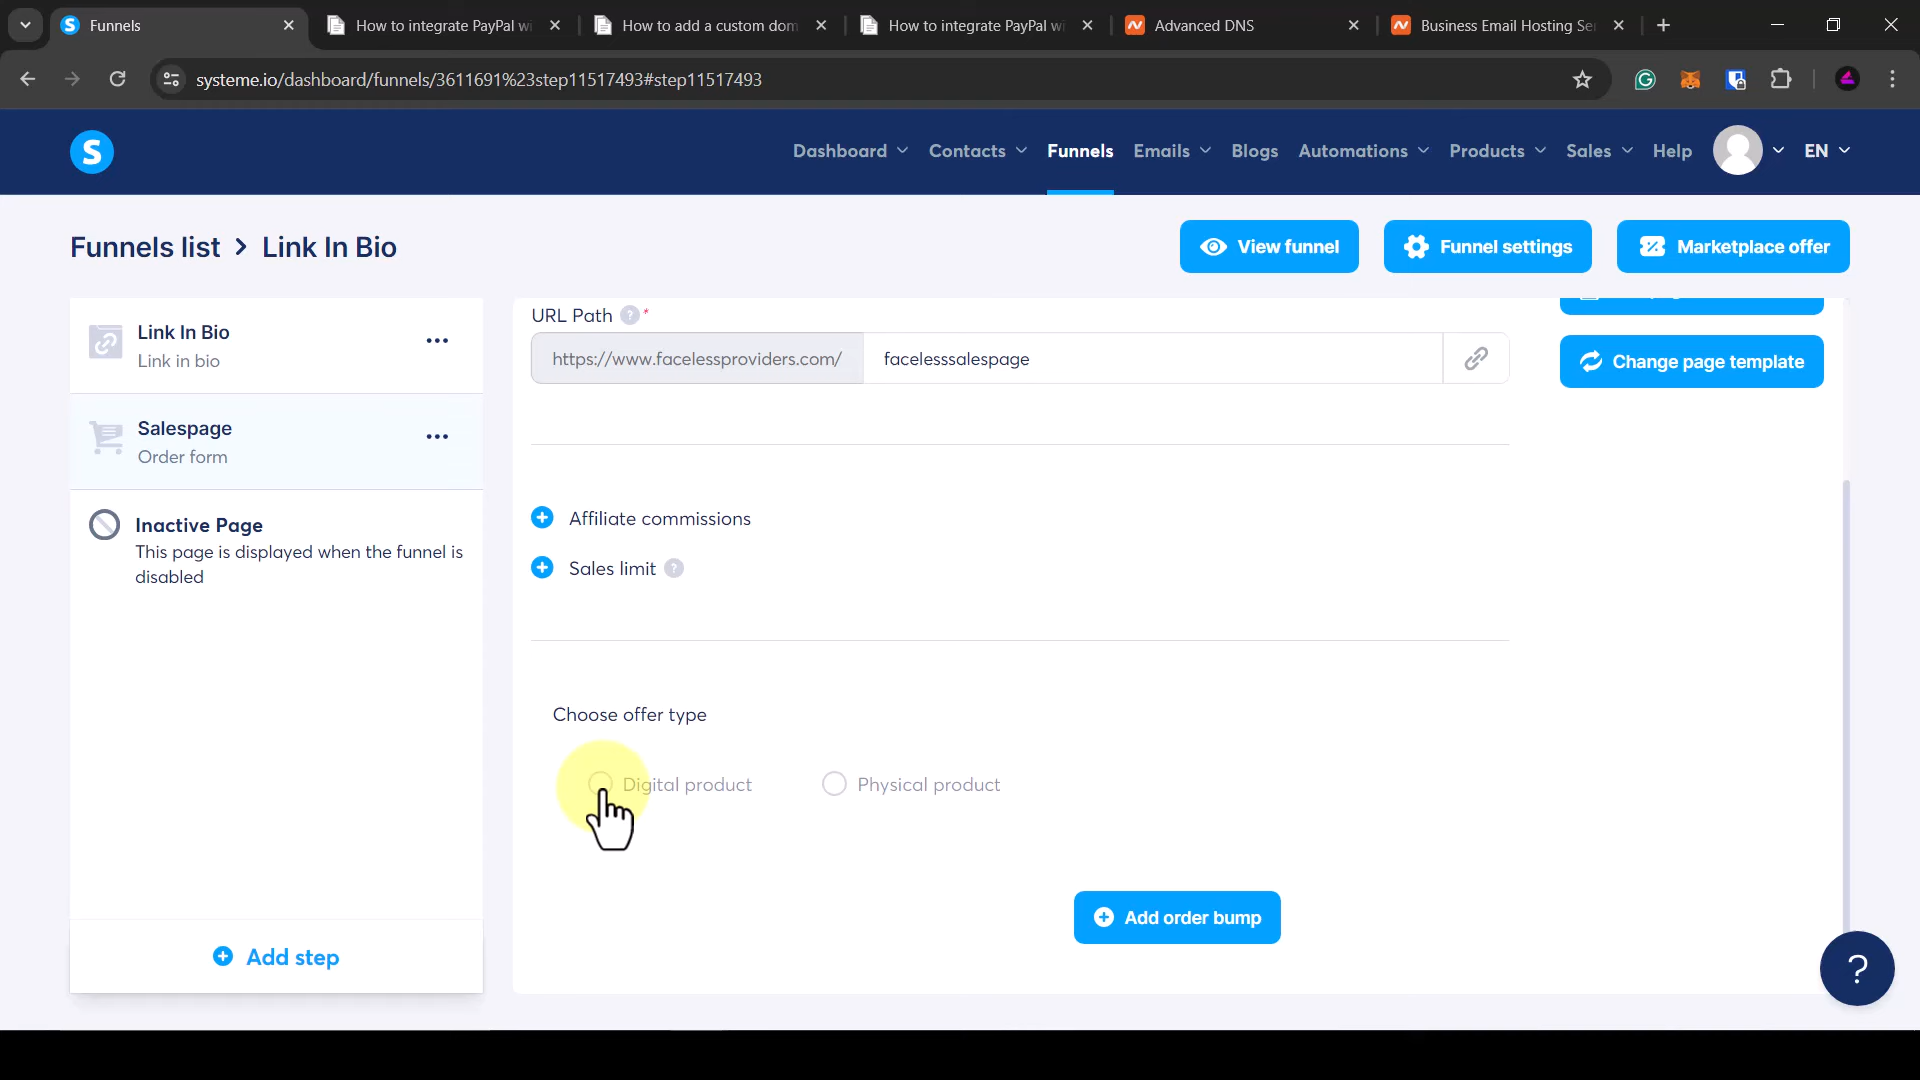 Funnels
How to integrate PayPal wi
How to add a custom dom
How to integrate PayPal wi
Advanced DNS
Business Email Hosting Se
systeme.io/dashboard/funnels/3611691%23step11517493#step11517493
S
Dashboard
Contacts
Funnels
Emails
Blogs
Automations
Products
Sales
Help
EN
Funnels list > Link In Bio
View funnel
Funnel settings
Marketplace offer
Link In Bio
Link in bio
Salespage
Order form
Inactive Page
This page is displayed when the funnel is
disabled
Add step
URL Path ? *
https://www.facelessproviders.com/
facelesssalespage
Change page template
Affiliate commissions
Sales limit ?
Choose offer type
Digital product
Physical product
Add order bump
?